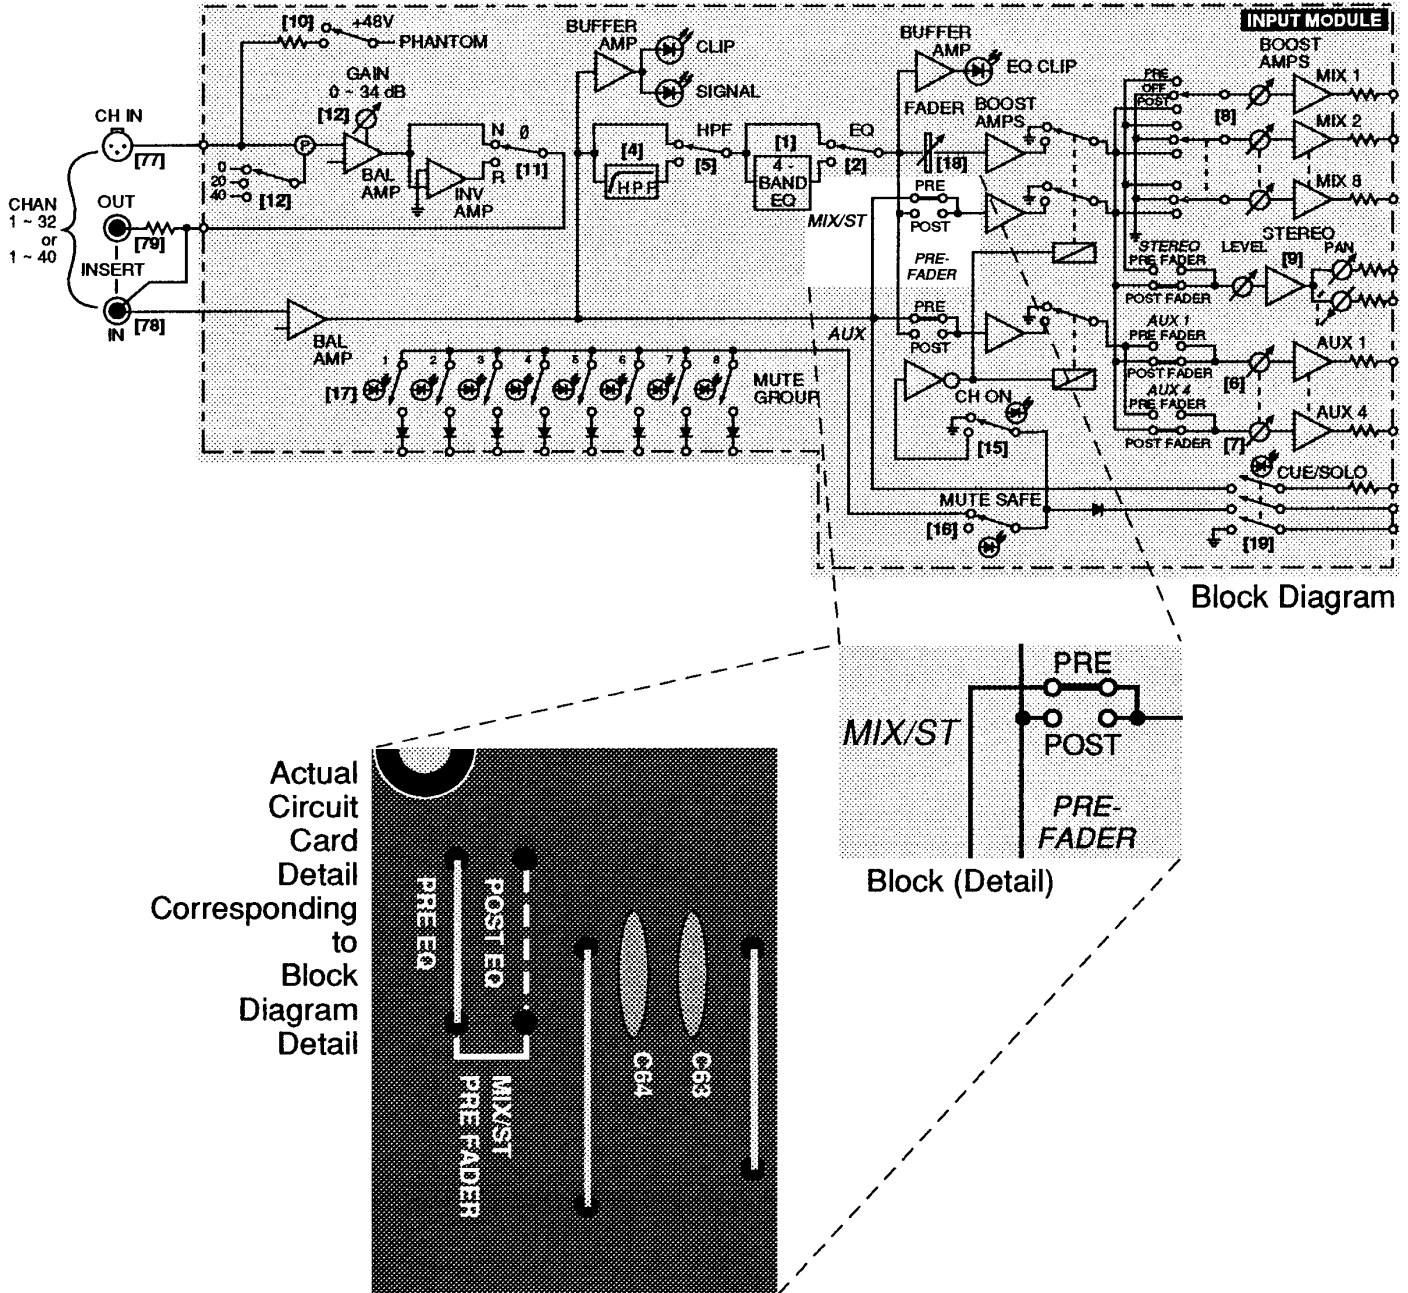 INPUT MODULE
[10]
+48V
PHANTOM
GAIN
0 ~ 34 dB
[12]
CH IN
[77]
P
0
20
40
[12]
BAL
AMP
INV
AMP
N
Ø
R
[11]
CHAN
1 ~ 32
or
1 ~ 40
OUT
[79]
INSERT
IN
[78]
BAL
AMP
BUFFER
AMP
CLIP
SIGNAL
[4]
HPF
HPF
[5]
[1]
4 -
BAND
EQ
EQ
[2]
BUFFER
AMP
EQ CLIP
FADER
[18]
BOOST
AMPS
MIX/ST
PRE
POST
PRE-
FADER
AUX
PRE
POST
CH ON
[15]
MUTE SAFE
[16]
[17]
1
2
3
4
5
6
7
8
MUTE
GROUP
BOOST
AMPS
PRE
OFF
POST
[8]
MIX 1
MIX 2
MIX 8
STEREO
PRE FADER
POST FADER
LEVEL
STEREO
[9]
PAN
AUX 1
PRE FADER
POST FADER
[6]
AUX 1
AUX 4
PRE FADER
POST FADER
[7]
AUX 4
CUE/SOLO
[19]
Block Diagram
PRE
MIX/ST
POST
PRE-
FADER
Block (Detail)
Actual
Circuit
Card
Detail
Corresponding
to
Block
Diagram
Detail
PRE EQ
POST EQ
MIX/ST
PRE FADER
C64
C63